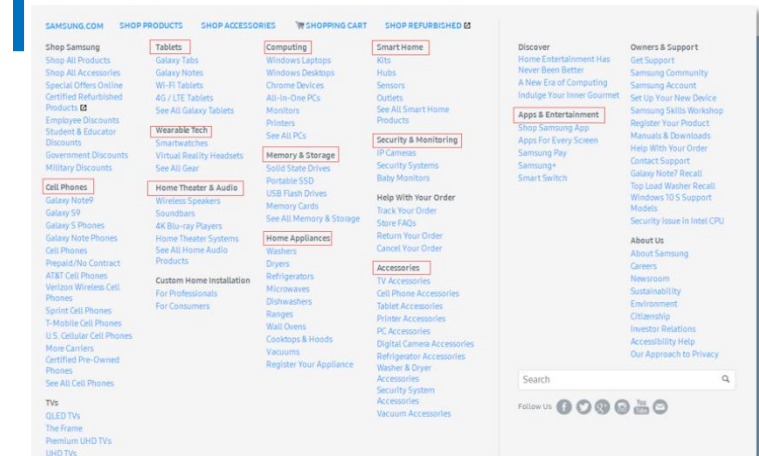 SAMSUNG.COM SHOP PRODUCTS SHOP ACCESSORIES SHOPPING CART SHOP REFURBISHED
Shop Samsung
Shop All Products
Shop All Accessories
Special Offers Online
Certified Refurbished
Products
Employee Discounts
Student & Educator
Discounts
Government Discounts
Military Discounts
Cell Phones
Galaxy Note9
Galaxy S9
Galaxy S Phones
Galaxy Note Phones
Cell Phones
Prepaid/No Contract
AT&T Cell Phones
Verizon Wireless Cell
Phones
Sprint Cell Phones
T-Mobile Cell Phones
U.S. Cellular Cell Phones
More Carriers
Certified Pre-Owned
Phones
See All Cell Phones
TVs
QLED TVs
The Frame
Premium UHD TVs
UHD TVs
Tablets
Galaxy Tabs
Galaxy Notes
Wi-Fi Tablets
4G / LTE Tablets
See All Galaxy Tablets
Wearable Tech
Smartwatches
Virtual Reality Headsets
See All Gear
Home Theater & Audio
Wireless Speakers
Soundbars
4K Blu-ray Players
Home Theater Systems
See All Home Audio
Products
Custom Home Installation
For Professionals
For Consumers
Computing
Windows Laptops
Windows Desktops
Chrome Devices
All-In-One PCs
Monitors
Printers
See All PCs
Memory & Storage
Solid State Drives
Portable SSD
USB Flash Drives
Memory Cards
See All Memory & Storage
Home Appliances
Washers
Dryers
Refrigerators
Microwaves
Dishwashers
Ranges
Wall Ovens
Cooktops & Hoods
Vacuums
Register Your Appliance
Smart Home
Kits
Hubs
Sensors
Outlets
See All Smart Home
Products
Security & Monitoring
IP Cameras
Security Systems
Baby Monitors
Help With Your Order
Track Your Order
Store FAQs
Return Your Order
Cancel Your Order
Accessories
TV Accessories
Cell Phone Accessories
Tablet Accessories
Printer Accessories
PC Accessories
Digital Camera Accessories
Refrigerator Accessories
Washer & Dryer
Accessories
Security System
Accessories
Vacuum Accessories
Discover
Home Entertainment Has
Never Been Better
A New Era of Computing
Indulge Your Inner Gourmet
Apps & Entertainment
Shop Samsung App
Apps For Every Screen
Samsung Pay
Samsung+
Smart Switch
Owners & Support
Get Support
Samsung Community
Samsung Account
Set Up Your New Device
Samsung Skills Workshop
Register Your Product
Manuals & Downloads
Help With Your Order
Contact Support
Galaxy Note7 Recall
Top Load Washer Recall
Windows 10 S Support
Models
Security Issue in Intel CPU
About Us
About Samsung
Careers
Newsroom
Sustainability
Environment
Citizenship
Investor Relations
Accessibility Help
Our Approach to Privacy
Search
Follow Us
You
Tube